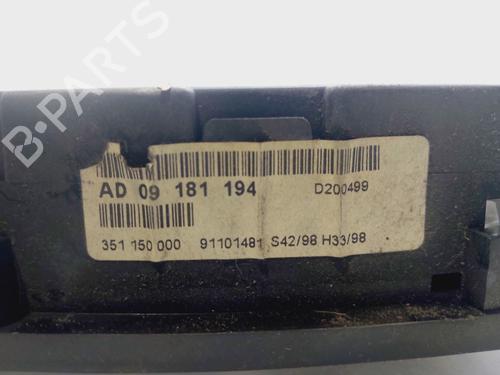 B-PARTS
AD 09 181 194 D200499
351 150 000 91101481 S42/98 H33/98